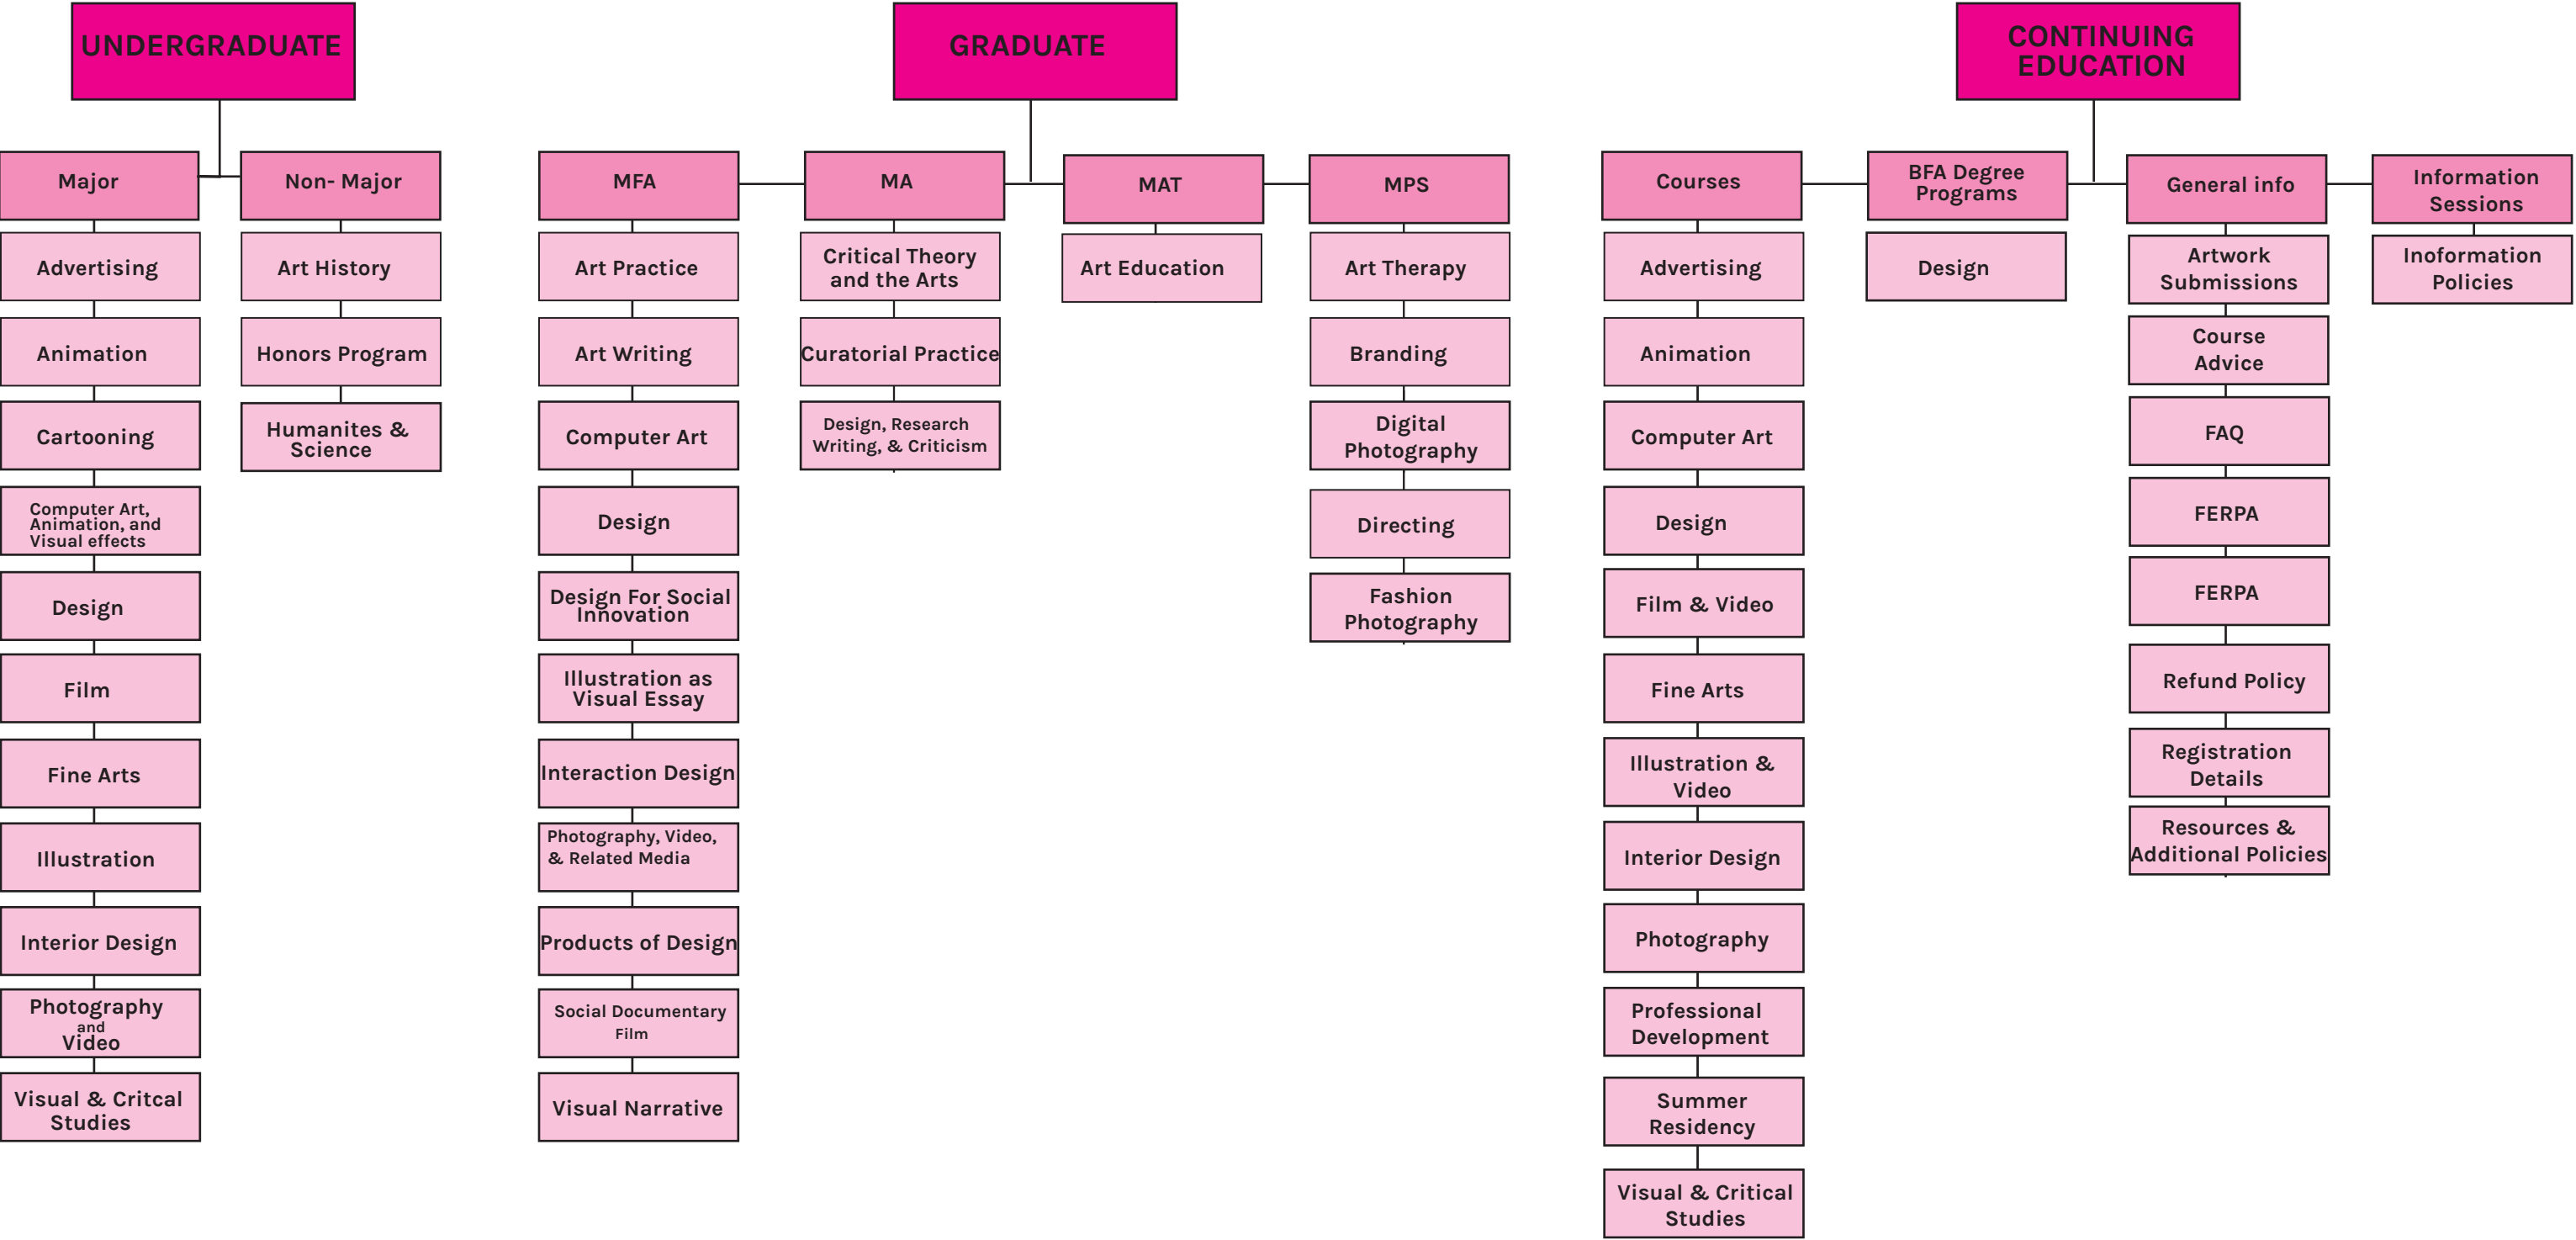 UNDERGRADUATE
Major
Advertising
Animation
Cartooning
Computer Art,
Animation, and
Visual effects
Design
Film
Fine Arts
Illustration
Interior Design
Photography
and
Video
Visual & Critcal
Studies
Non- Major
Art History
Honors Program
Humanites &
Science
GRADUATE
MFA
Art Practice
Art Writing
Computer Art
Design
Design For Social
Innovation
Illustration as
Visual Essay
Interaction Design
Photography, Video,
& Related Media
Products of Design
Social Documentary
Film
Visual Narrative
MA
Critical Theory
and the Arts
Curatorial Practice
Design, Research
Writing, & Criticism
MAT
Art Education
MPS
Art Therapy
Branding
Digital
Photography
Directing
Fashion
Photography
CONTINUING
EDUCATION
Courses
Advertising
Animation
Computer Art
Design
Film & Video
Fine Arts
Illustration &
Video
Interior Design
Photography
Professional
Development
Summer
Residency
Visual & Critical
Studies
BFA Degree
Programs
Design
General info
Artwork
Submissions
Course
Advice
FAQ
FERPA
FERPA
Refund Policy
Registration
Details
Resources &
Additional Policies
Information
Sessions
Inoformation
Policies